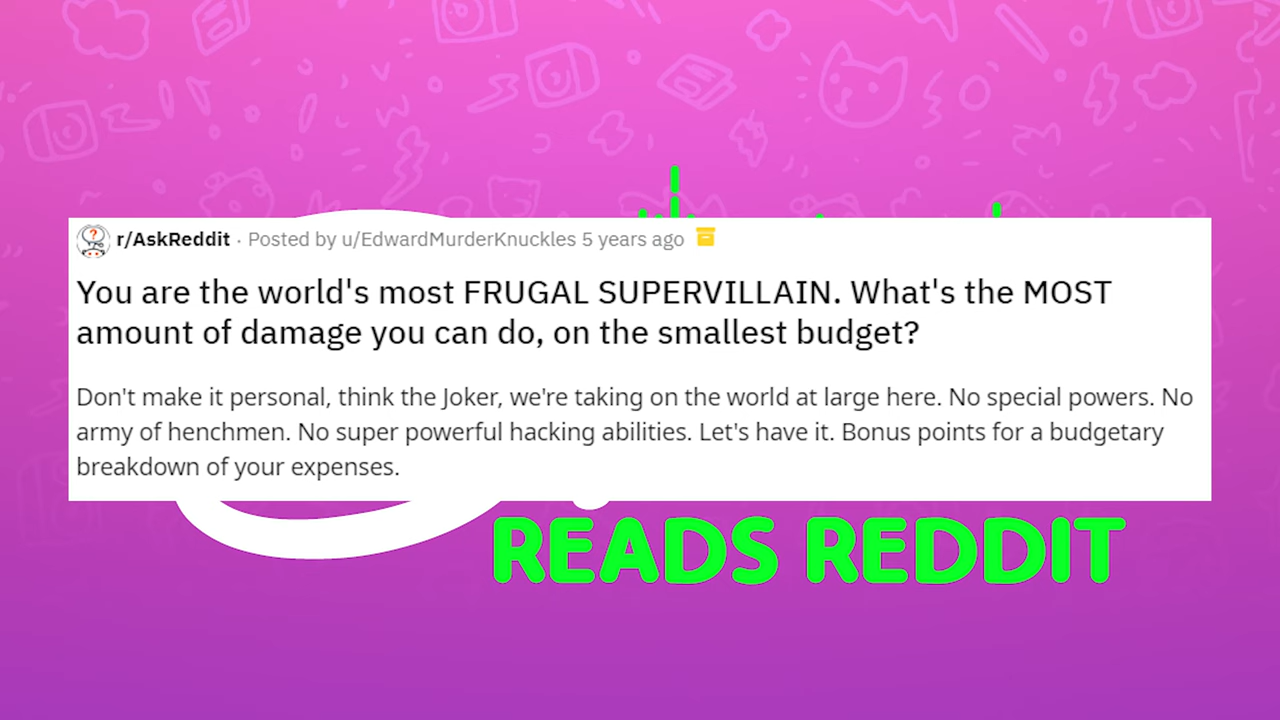 r/AskReddit · Posted by u/EdwardMurderKnuckles 5 years ago
You are the world's most FRUGAL SUPERVILLAIN. What's the MOST
amount of damage you can do, on the smallest budget?
Don't make it personal, think the Joker, we're taking on the world at large here. No special powers. No
army of henchmen. No super powerful hacking abilities. Let's have it. Bonus points for a budgetary
breakdown of your expenses.
READS REDDIT